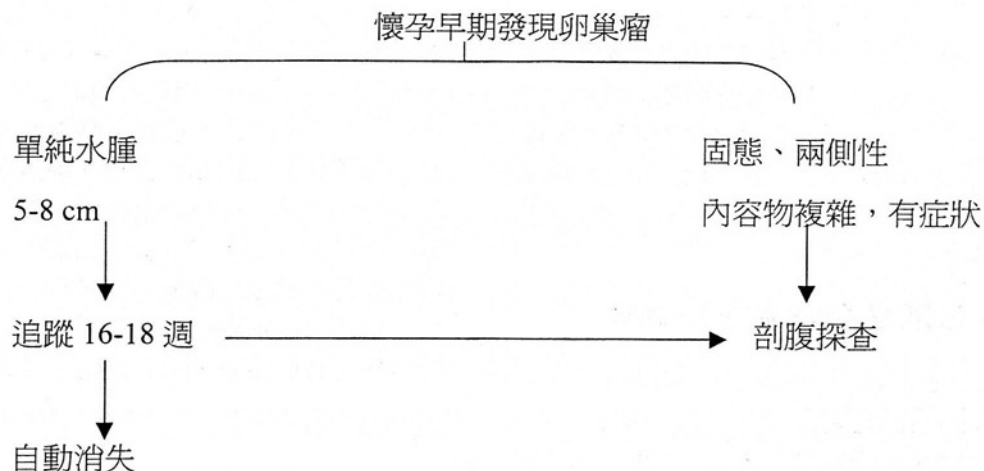 懷孕早期發現卵巢瘤
單純水腫
5-8 cm
固態、兩側性
內容物複雜，有症狀
追蹤 16-18 週
剖腹探查
自動消失